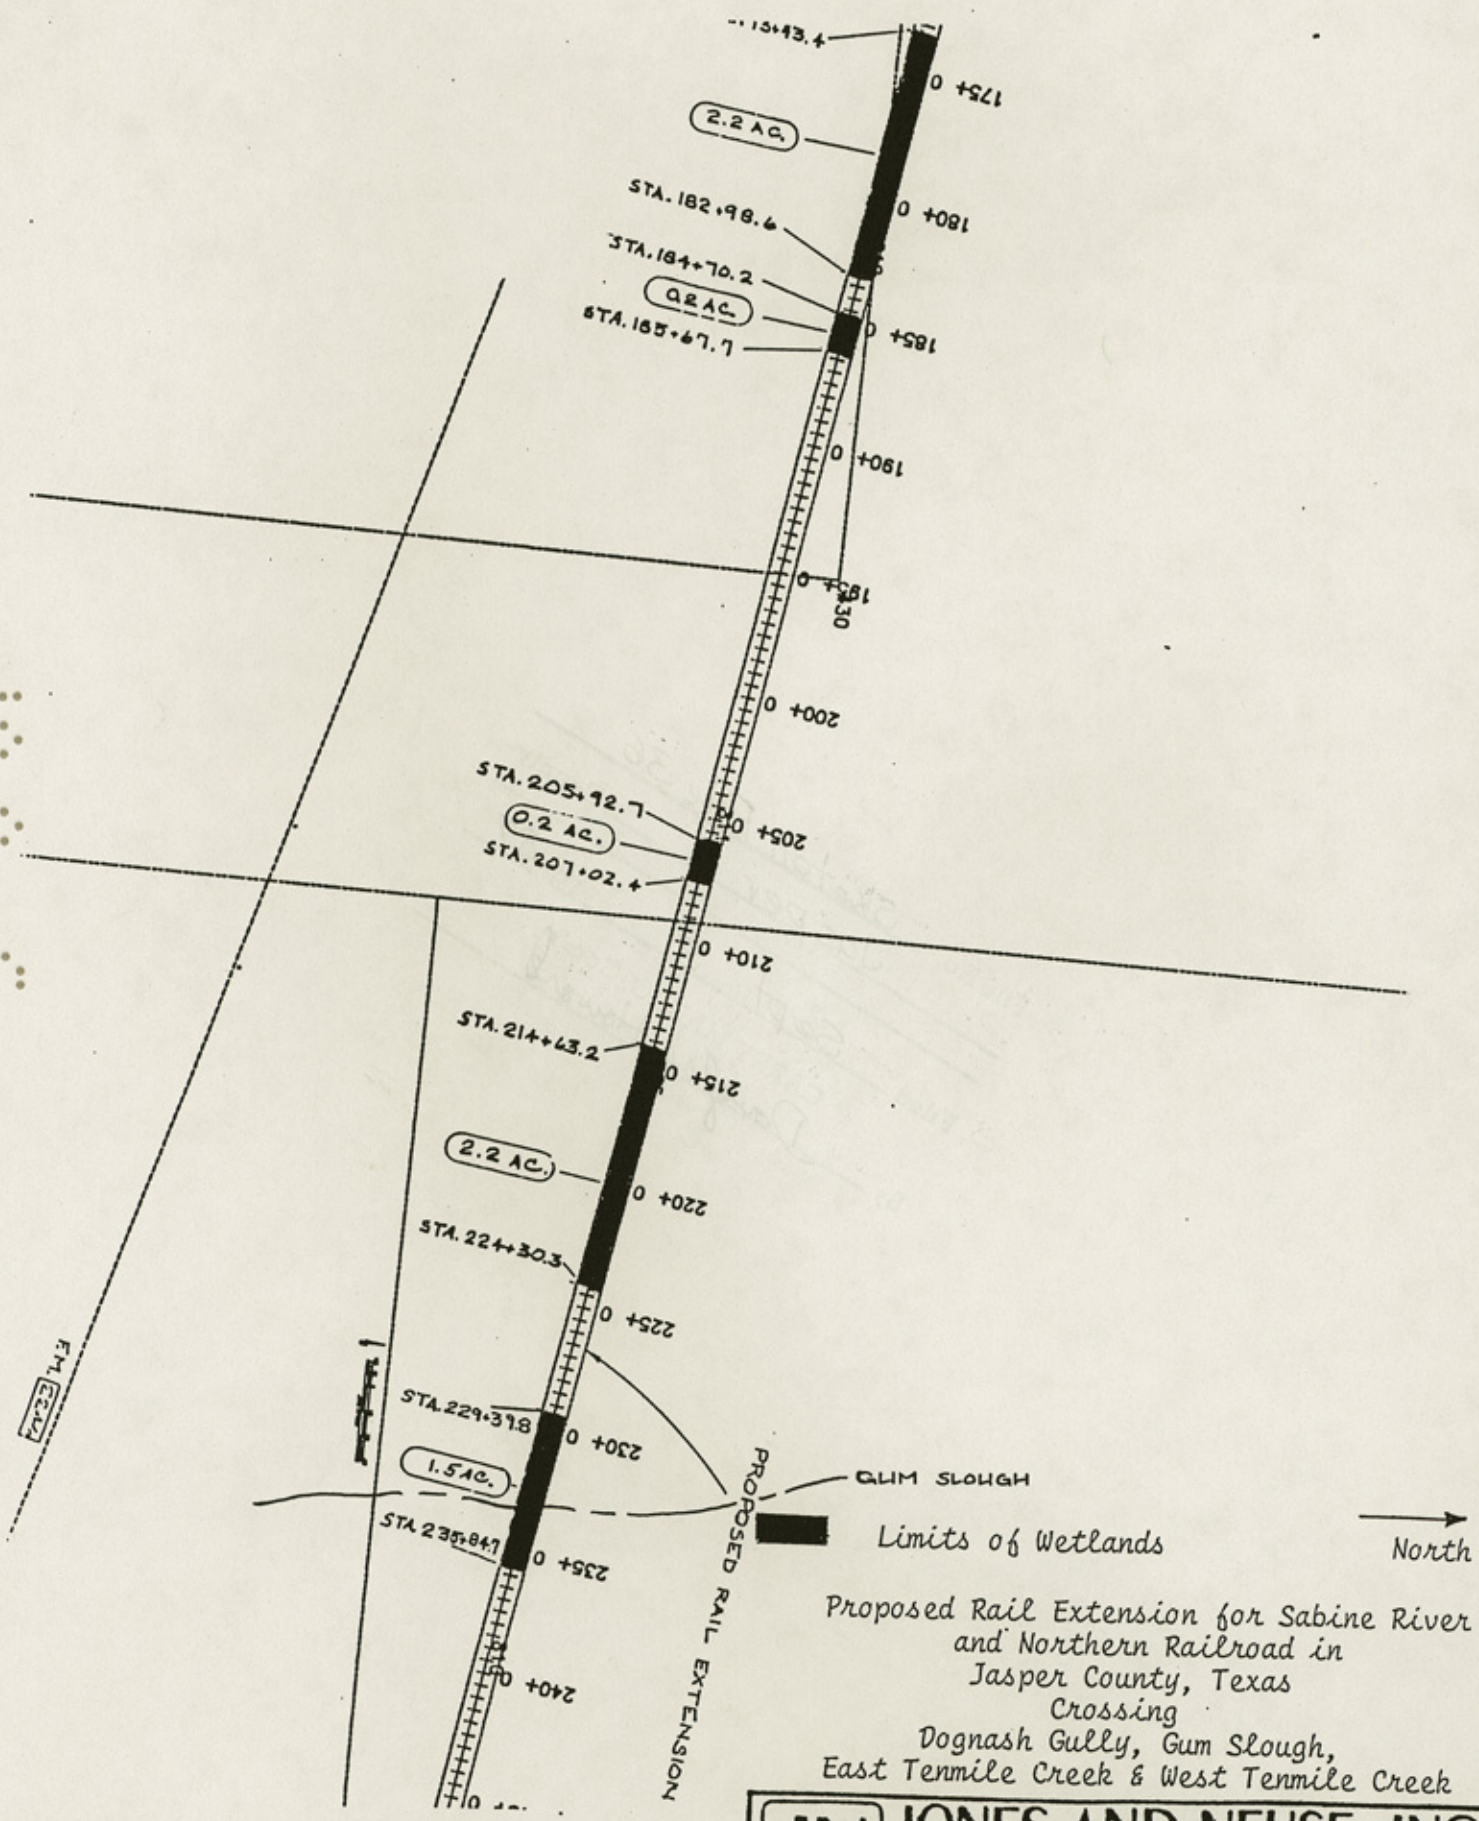 175+ 0
2.2 AC.
STA. 182+98.6
180+ 0
STA. 184+70.2
0.2 AC.
STA. 185+67.7
185+ 0
190+ 0
195+ 0
+30
200+ 0
STA. 205+92.7
0.2 AC.
STA. 207+02.4
205+ 0
210+ 0
STA. 214+63.2
215+ 0
2.2 AC.
220+ 0
STA. 224+30.3
225+ 0
F.M.
STA. 229+39.8
230+ 0
1.5 AC.
STA. 235+84.7
235+ 0
240+ 0
PROPOSED RAIL EXTENSION
GUM SLOUGH
Limits of Wetlands
North
Proposed Rail Extension for Sabine River
and Northern Railroad in
Jasper County, Texas
Crossing
Dognash Gully, Gum Slough,
East Tenmile Creek & West Tenmile Creek
JONES AND NEUSE, INC